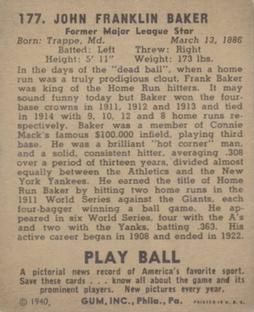 177. JOHN FRANKLIN BAKER
Former Major League Star
Born: Trappe, Md. March 13, 1886
Batted: Left Threw: Right
Height: 5' 11" Weight: 173 lbs.
In the days of the "dead ball", when a home
run was a truly prodigious clout, Frank Baker
was king of the Home Run hitters. It may
sound funny today but Baker won the four-
base crowns in 1911, 1912 and 1913 and tied
in 1914 with 9, 10, 12 and 8 home runs re-
spectively. Baker was a member of Connie
Mack's famous $100.000 infield, playing third
base. He was a brilliant "hot corner" man,
and a solid, consistent hitter, averaging .308
over a period of thirteen years, divided almost
equally between the Athletics and the New
York Yankees. He earned the title of Home
Run Baker by hitting two home runs in the
1911 World Series against the Giants, each
four-bagger winning a ball game. He ap-
peared in six World Series, four with the A's
and two with the Yanks, batting .363. His
active career began in 1908 and ended in 1922.
PLAY BALL
A pictorial news record of America's favorite sport.
Save these cards . . . know all about the game and its
prominent players. New pictures every year.
© 1940, GUM, INC., Phila., Pa. PRINTED IN U. S. A.